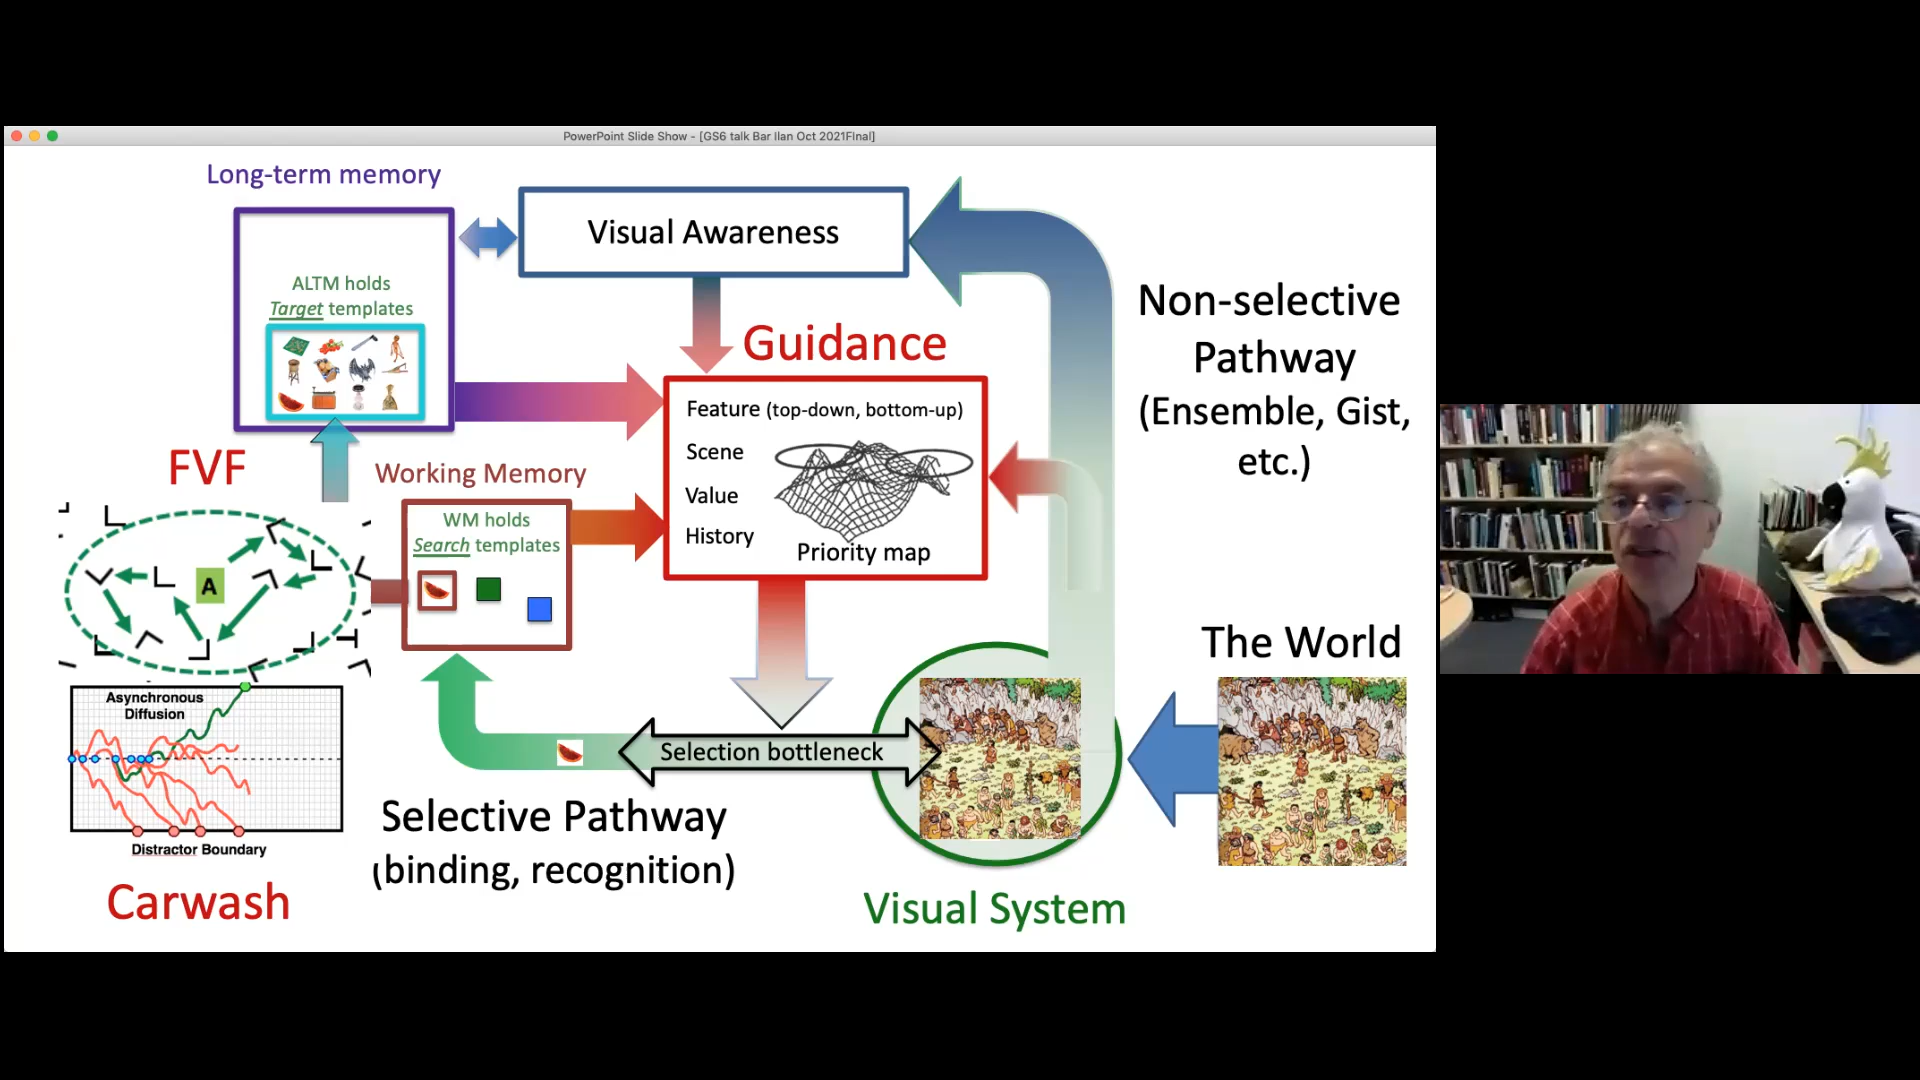 PowerPoint Slide Show - [GS6 talk Bar Ilan Oct 2021FInal]
Long-term memory
Visual Awareness
ALTM holds
Target templates
Non-selective
Pathway
(Ensemble, Gist,
etc.)
Guidance
Feature (top-down, bottom-up)
Scene
Value
History
Priority map
FVF
A
Working Memory
WM holds
Search templates
The World
Asynchronous
Diffusion
Distractor Boundary
Selection bottleneck
Selective Pathway
(binding, recognition)
Carwash
Visual System